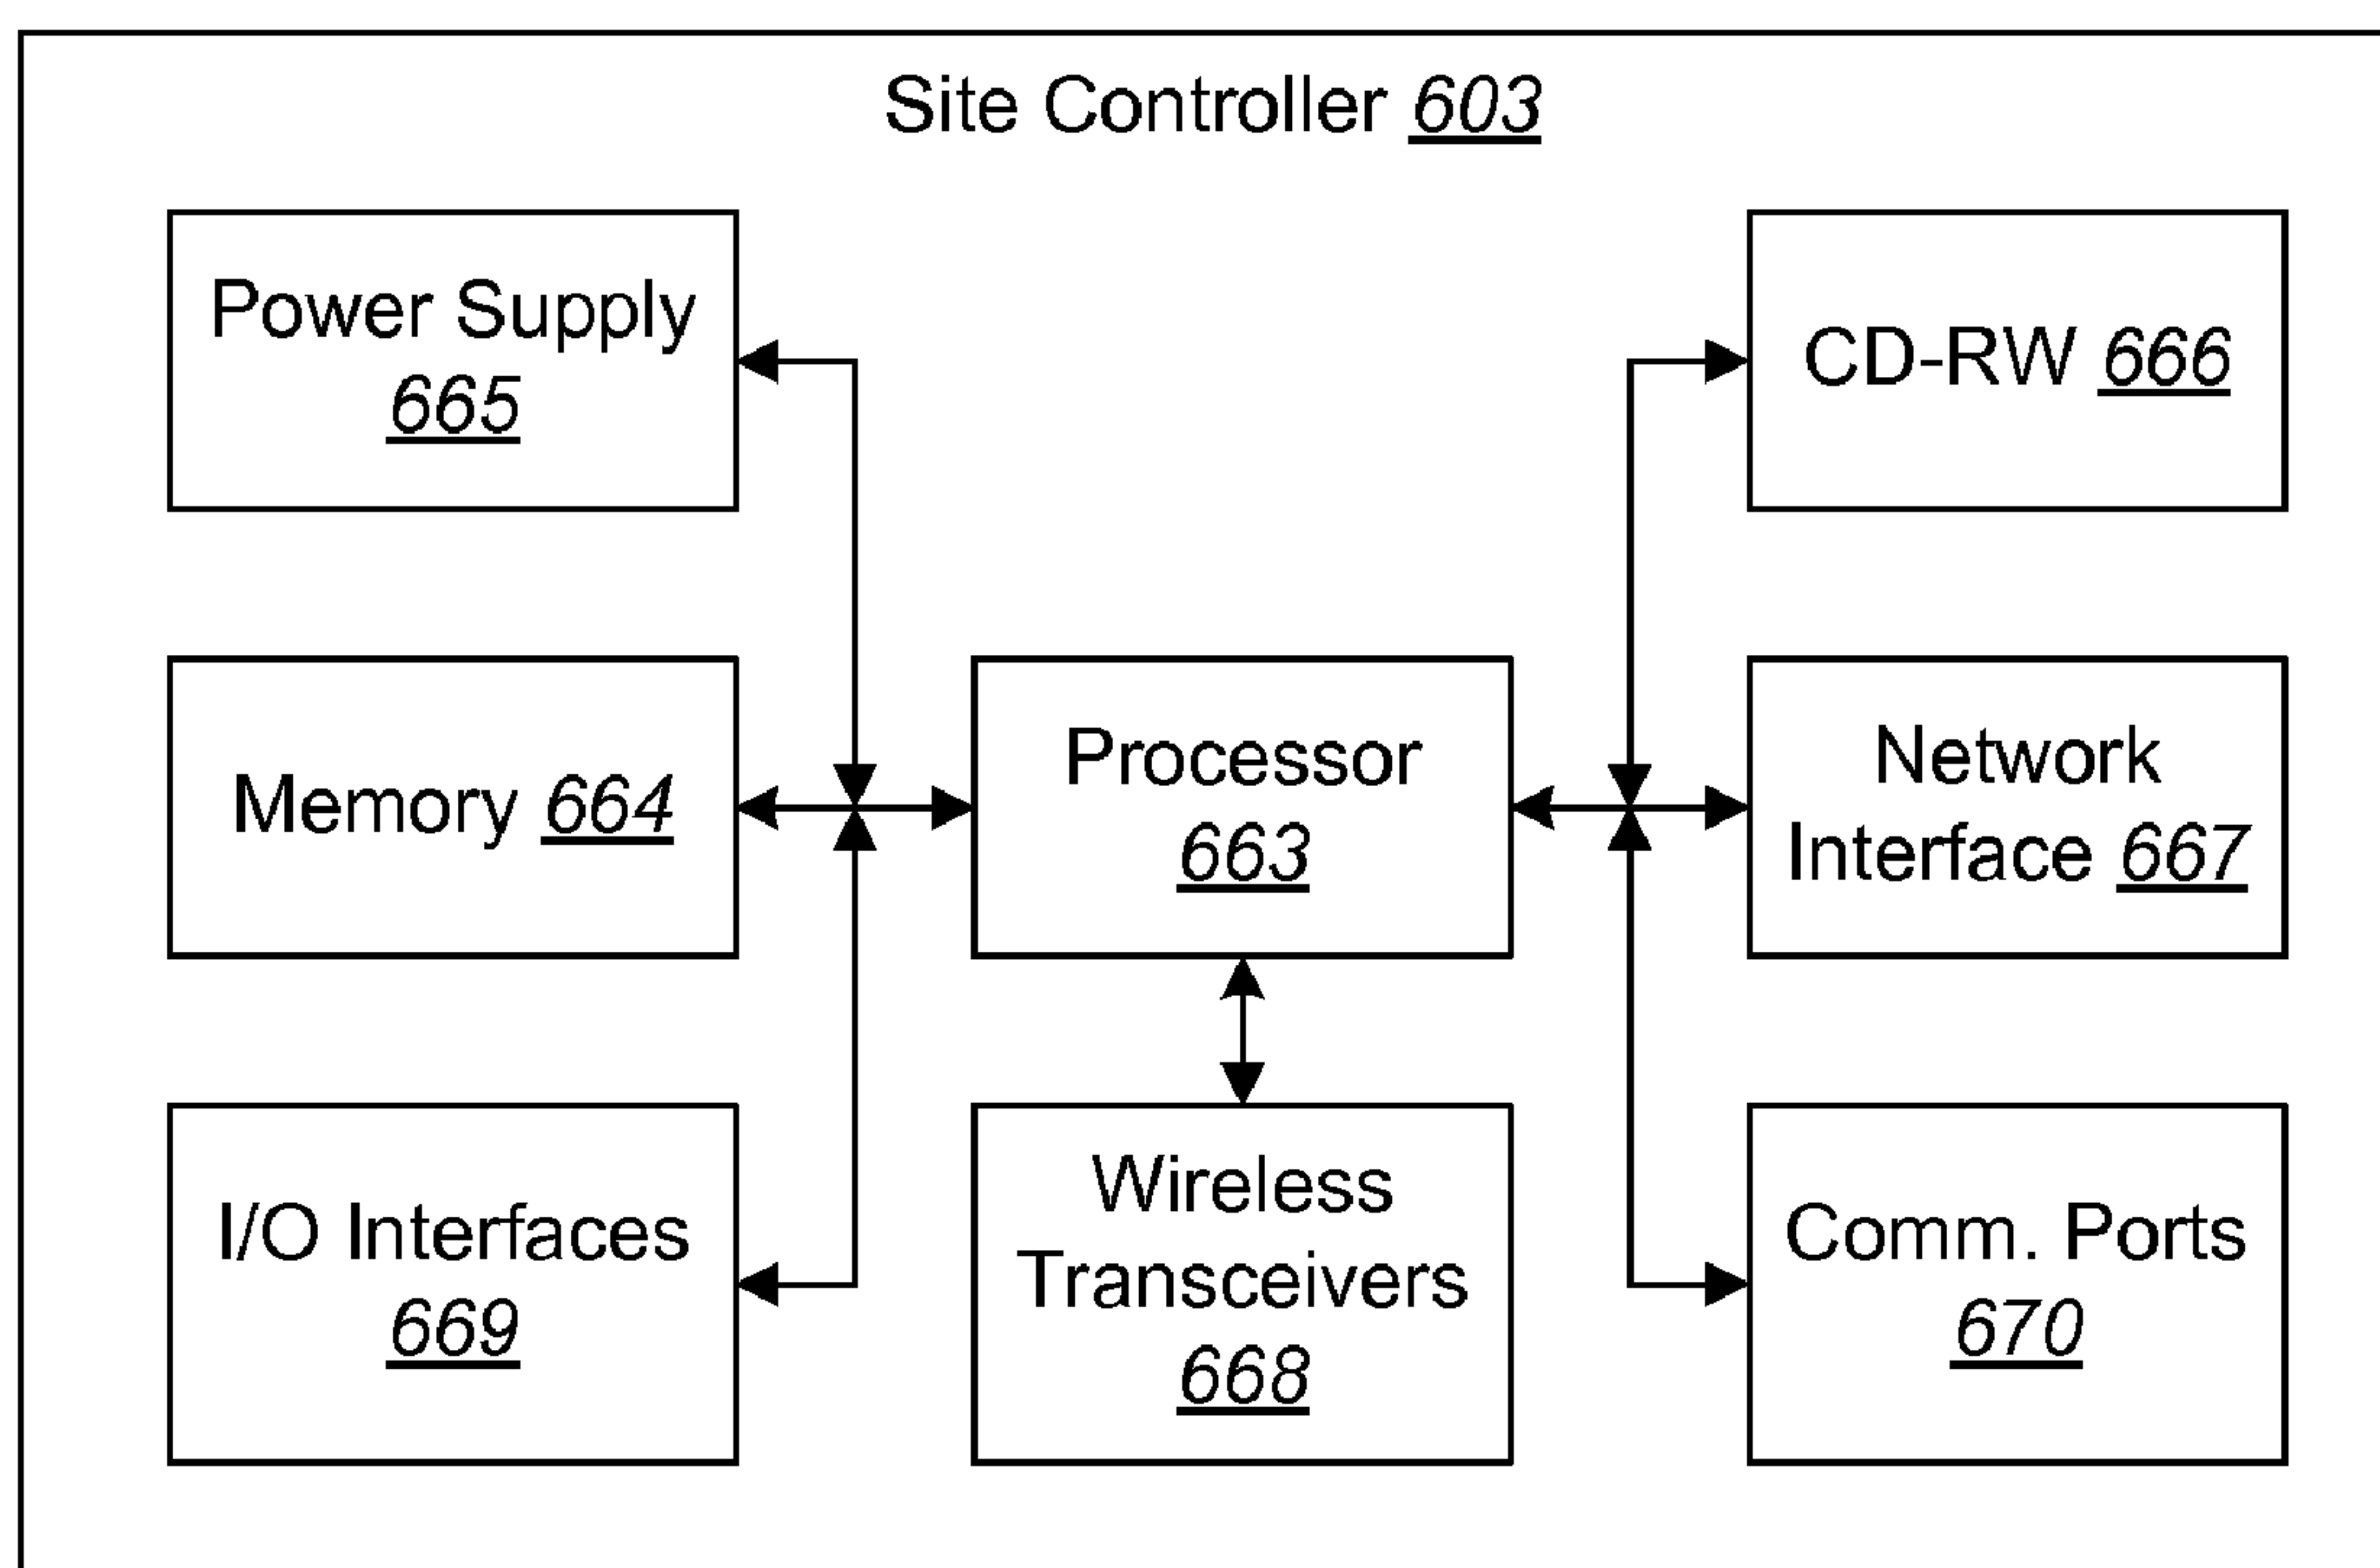 Site Controller 603
Power Supply
665
CD-RW 666
Memory 664
Processor
663
Network
Interface 667
I/O Interfaces
669
Wireless
Transceivers
668
Comm. Ports
670